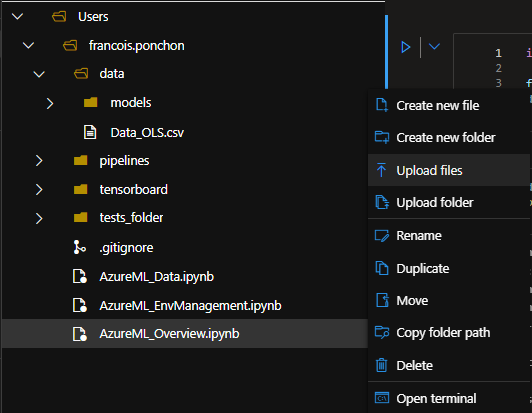 Users
francois.ponchon
data
models
Data_OLS.csv
pipelines
tensorboard
tests_folder
.gitignore
AzureML_Data.ipynb
AzureML_EnvManagement.ipynb
AzureML_Overview.ipynb
1
2
3
i
f
Create new file
Create new folder
Upload files
Upload folder
Rename
Duplicate
Move
Copy folder path
Delete
Open terminal